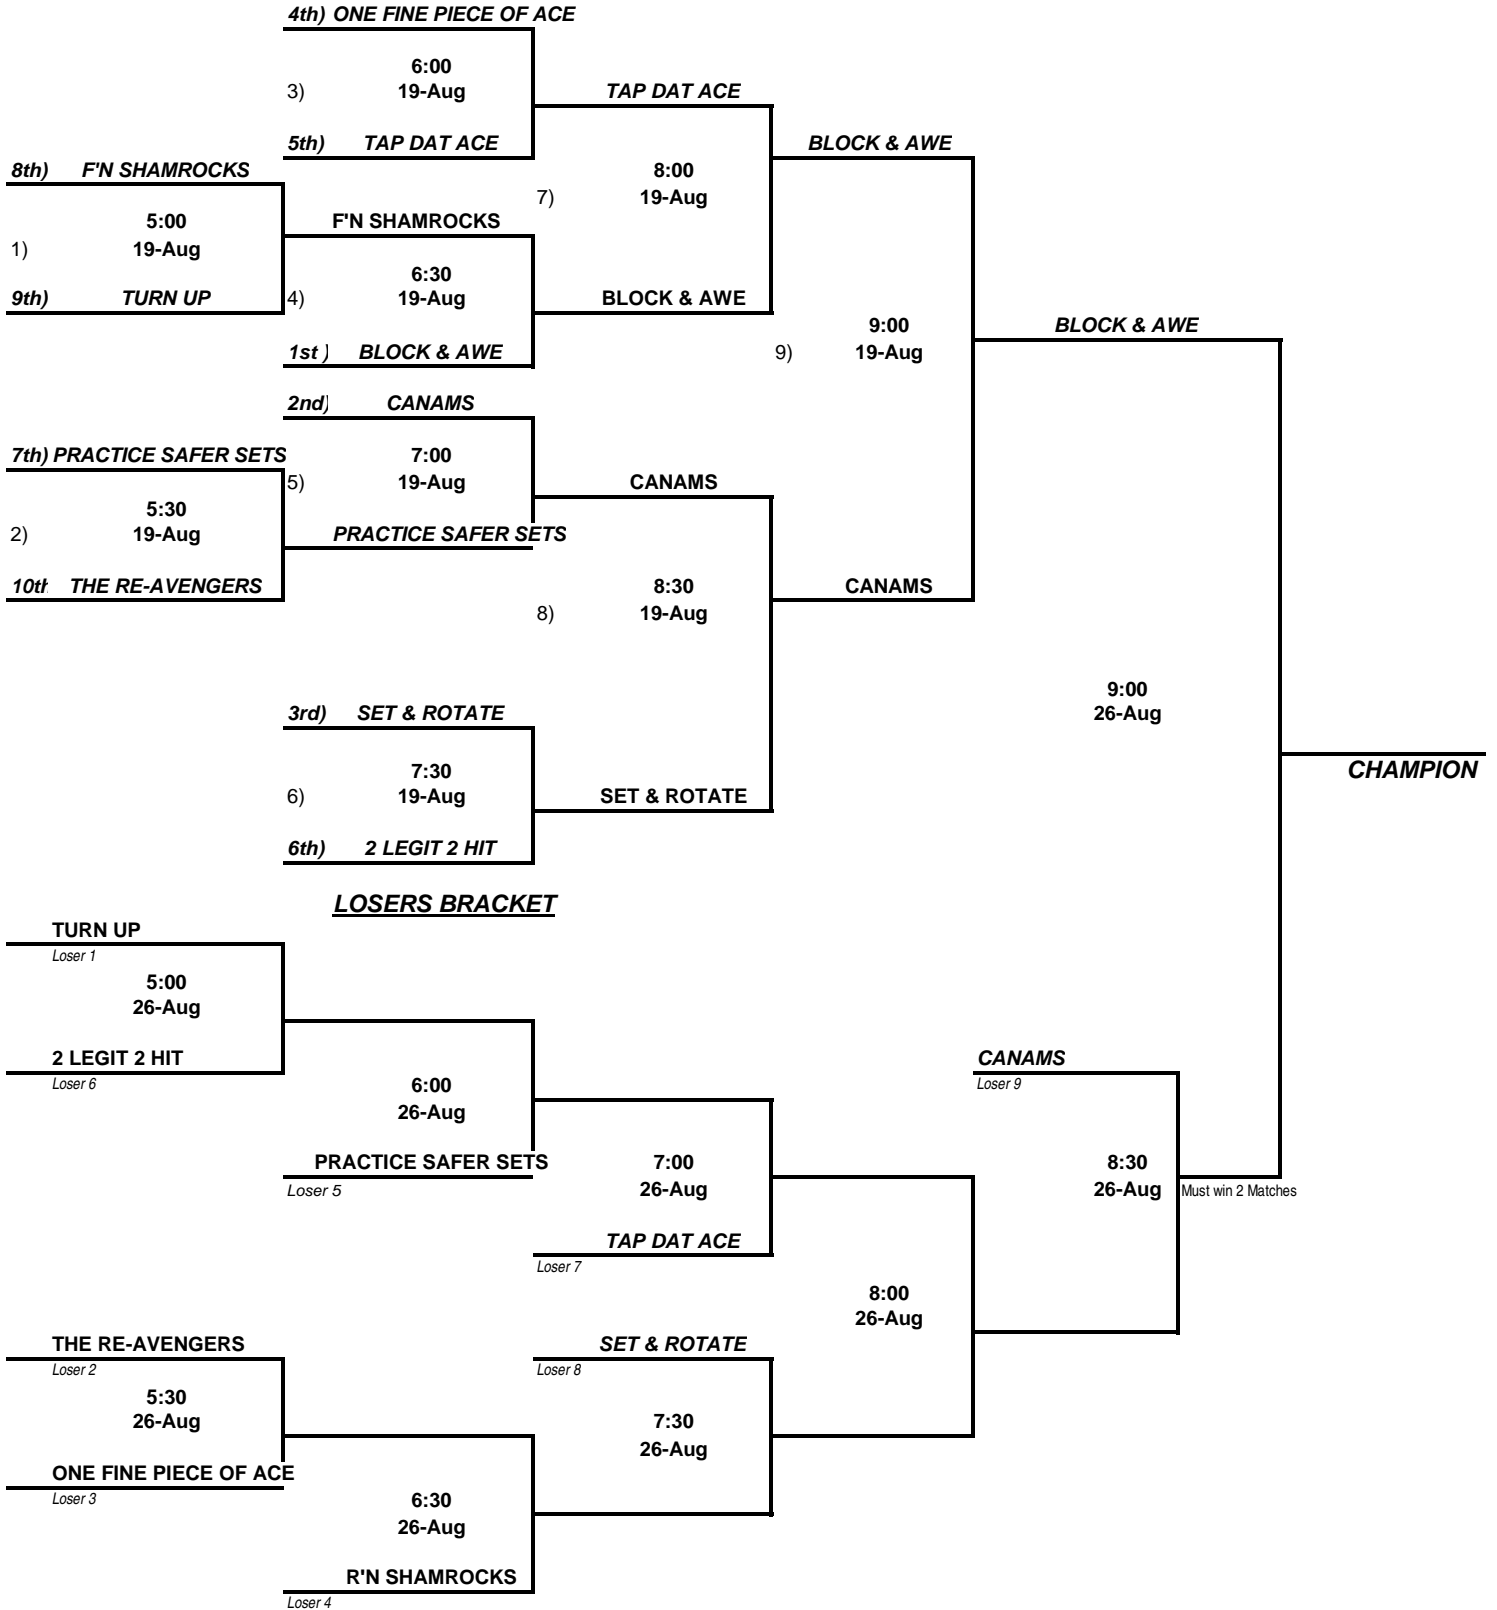 4th) ONE FINE PIECE OF ACE
6:00
3) 19-Aug
TAP DAT ACE
5th) TAP DAT ACE
BLOCK & AWE
8th) F'N SHAMROCKS
8:00
7) 19-Aug
5:00
F'N SHAMROCKS
1) 19-Aug
6:30
9th) TURN UP
4) 19-Aug
BLOCK & AWE
9:00
BLOCK & AWE
1st ) BLOCK & AWE
9) 19-Aug
2nd) CANAMS
7th) PRACTICE SAFER SETS
7:00
5) 19-Aug
CANAMS
5:30
2) 19-Aug
PRACTICE SAFER SETS
10th THE RE-AVENGERS
8:30
CANAMS
8) 19-Aug
9:00
26-Aug
3rd) SET & ROTATE
7:30
CHAMPION
6) 19-Aug
SET & ROTATE
6th) 2 LEGIT 2 HIT
LOSERS BRACKET
TURN UP
Loser 1
5:00
26-Aug
2 LEGIT 2 HIT
Loser 6
CANAMS
Loser 9
6:00
26-Aug
PRACTICE SAFER SETS
Loser 5
7:00
26-Aug
8:30
26-Aug
Must win 2 Matches
TAP DAT ACE
Loser 7
8:00
26-Aug
THE RE-AVENGERS
Loser 2
SET & ROTATE
Loser 8
5:30
26-Aug
7:30
26-Aug
ONE FINE PIECE OF ACE
Loser 3
6:30
26-Aug
R'N SHAMROCKS
Loser 4